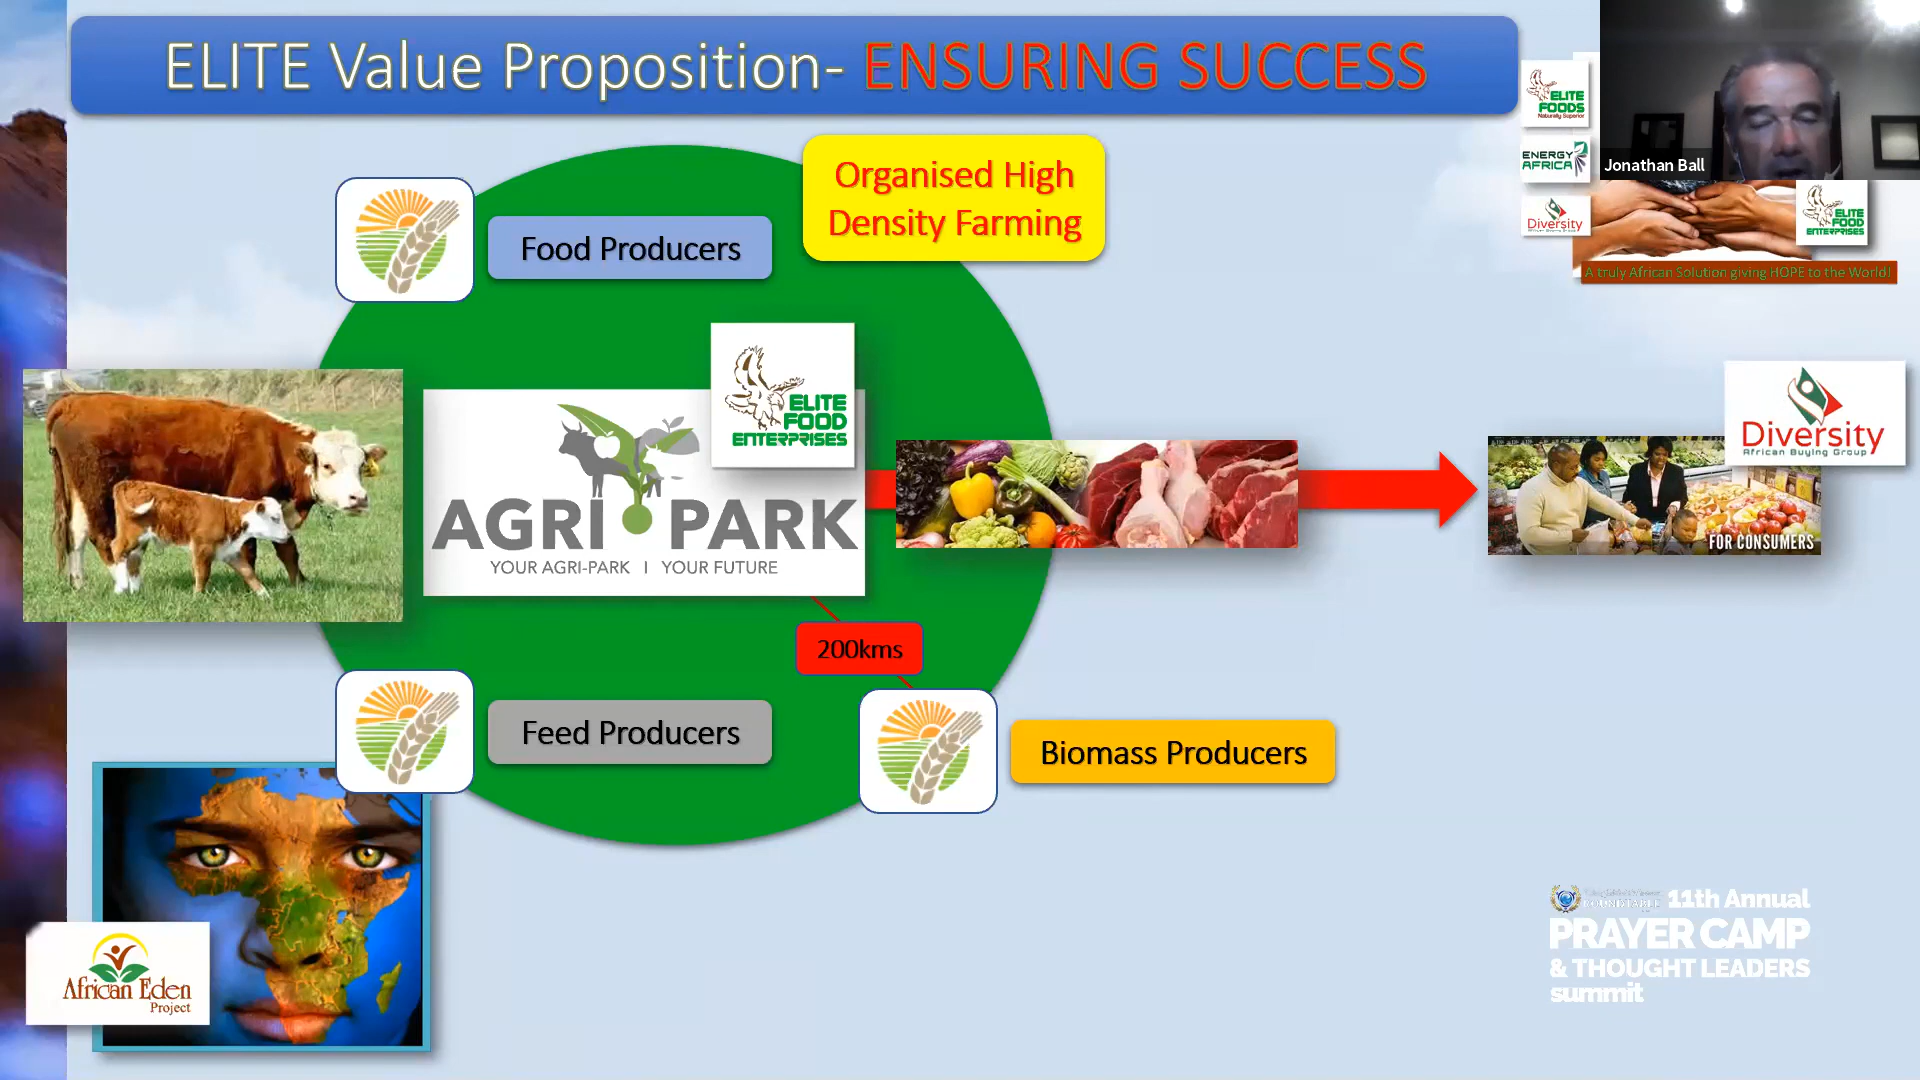 ELITE Value Proposition- ENSURING SUCCESS
ELITE
FOODS
Naturally Superior
ENERGY
AFRICA
Jonathan Ball
Diversity
ELITE
FOOD
ENTERPRISES
A truly African Solution giving HOPE to the World!
Organised High
Density Farming
Food Producers
ELITE
FOOD
ENTERPRISES
AGRI PARK
YOUR AGRI-PARK | YOUR FUTURE
Diversity
African Buying Group
FOR CONSUMERS
200kms
Feed Producers
Biomass Producers
African Eden
Project
ROUNDTABLE 11th Annual
PRAYER CAMP
& THOUGHT LEADERS
summit